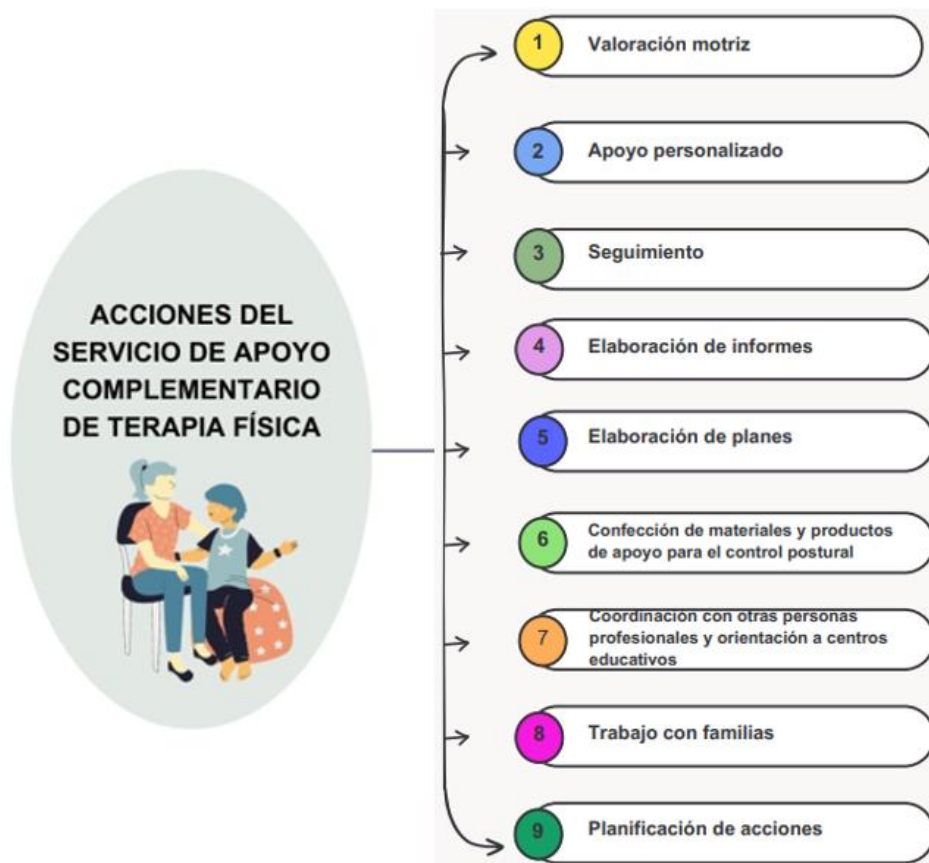 ACCIONES DEL
SERVICIO DE APOYO
COMPLEMENTARIO
DE TERAPIA FÍSICA
1 Valoración motriz
2 Apoyo personalizado
3 Seguimiento
4 Elaboración de informes
5 Elaboración de planes
6 Confección de materiales y productos
de apoyo para el control postural
7 Coordinación con otras personas
profesionales y orientación a centros
educativos
8 Trabajo con familias
9 Planificación de acciones